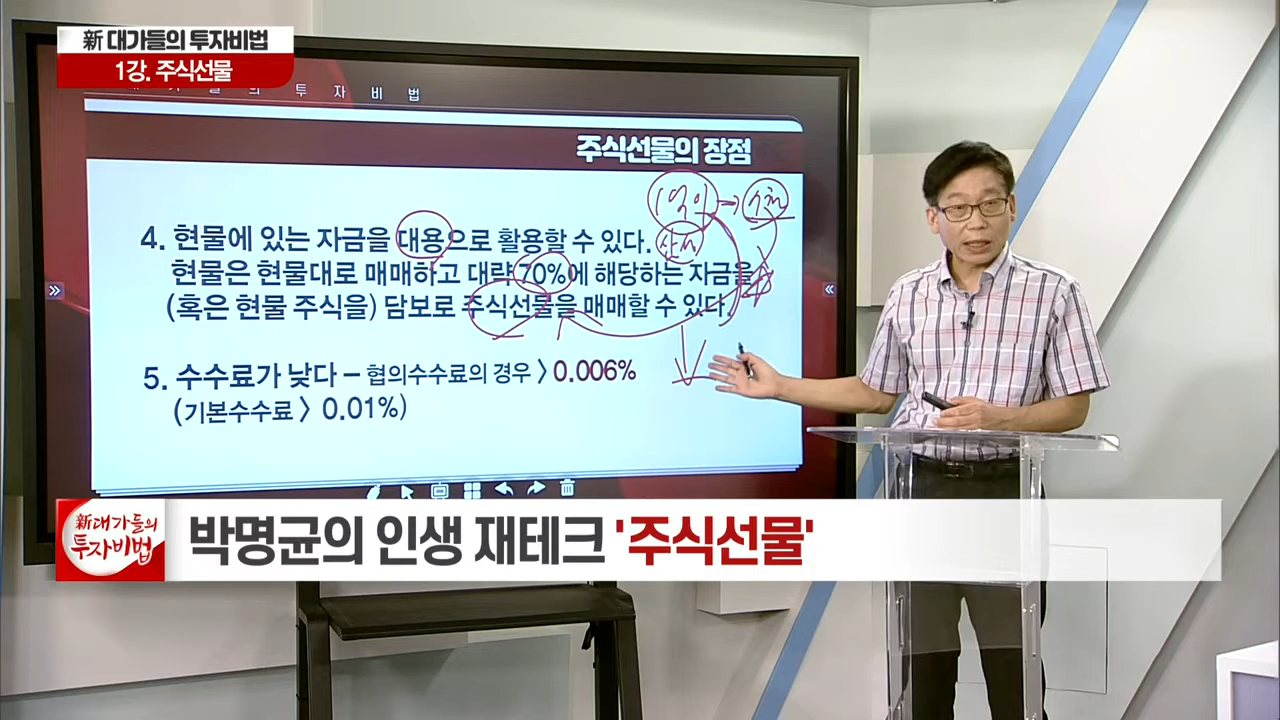 新 대가들의 투자비법
1강. 주식선물
투 자 비 법
주식선물의 장점
1억원 → 7천
4. 현물에 있는 자금을 대용으로 활용할 수 있다.
현물은 현물대로 매매하고 대략 70%에 해당하는 자금을
(혹은 현물 주식을) 담보로 주식선물을 매매할 수 있다.
5. 수수료가 낮다 – 협의수수료의 경우 〉 0.006%
(기본수수료 〉 0.01%)
新 대가들의
투자비법
박명균의 인생 재테크 '주식선물'